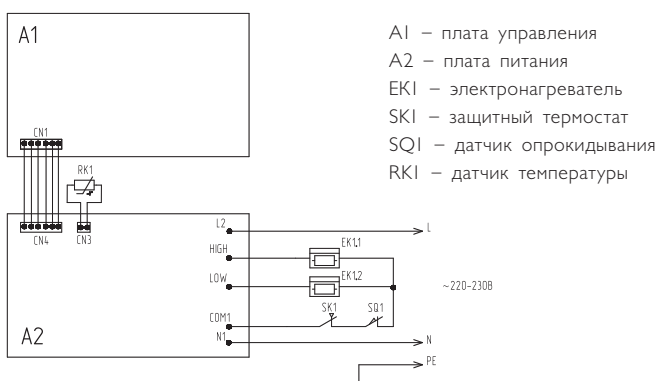 A1
CN1
RK1
CN4
CN3
A2
L2
HIGH
LOW
COM1
N1
EK1.1
EK1.2
SK1
SQ1
L
~220-230В
N
PE
A1 – плата управления
A2 – плата питания
EK1 – электронагреватель
SK1 – защитный термостат
SQ1 – датчик опрокидывания
RK1 – датчик температуры